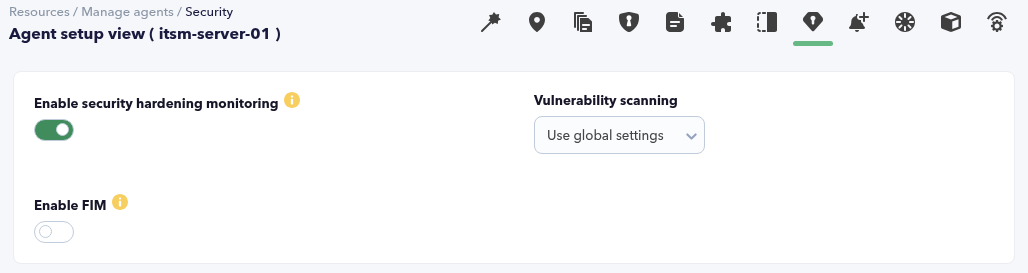 Resources / Manage agents / Security
Agent setup view ( itsm-server-01 )
Enable security hardening monitoring
Vulnerability scanning
Use global settings
Enable FIM